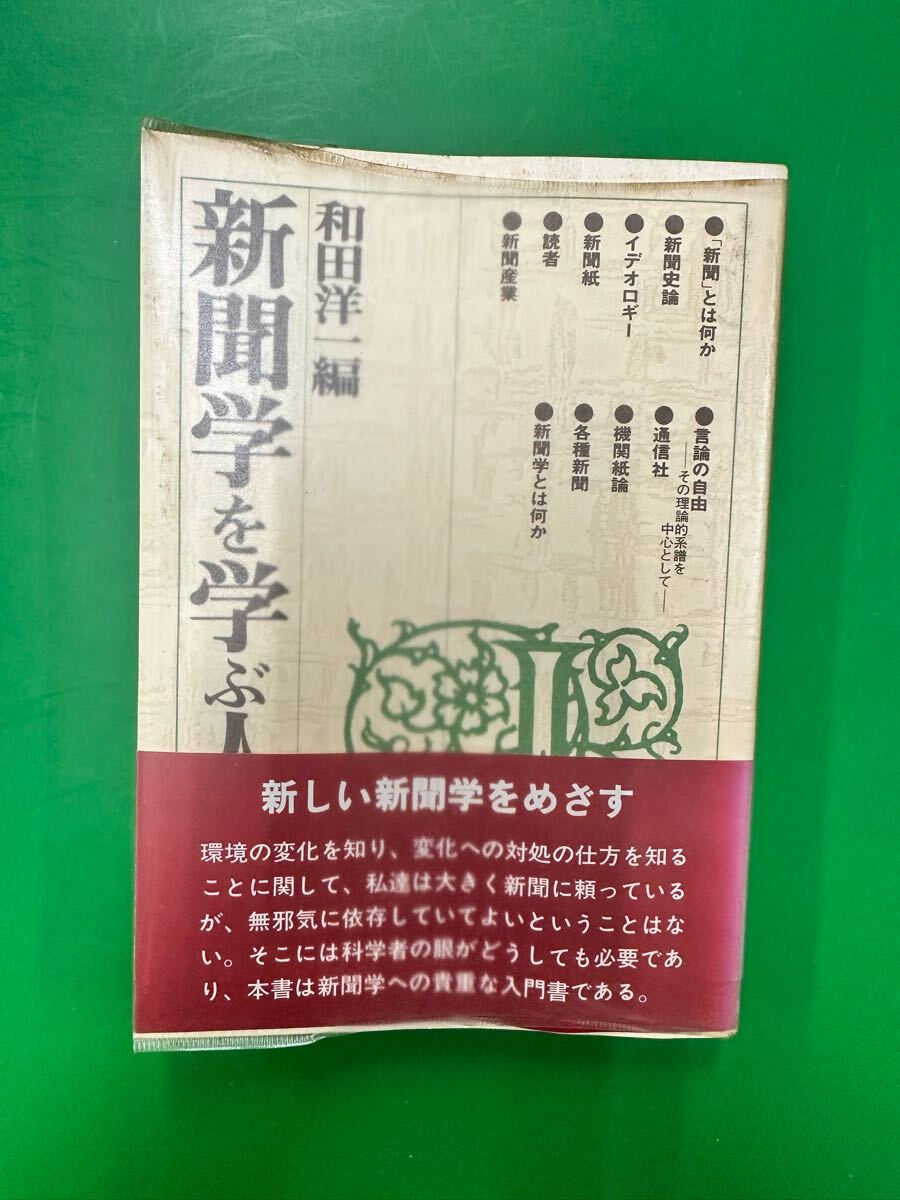 ●「新聞」とは何か
●新聞史論
●イデオロギー
●新聞紙
●読者
●新聞産業
●言論の自由
――その理論的系譜を
中心として――
●通信社
●機関紙論
●各種新聞
●新聞学とは何か
和田洋一編
新聞学を学ぶ人
新しい新聞学をめざす
環境の変化を知り、変化への対処の仕方を知る
ことに関して、私達は大きく新聞に頼っている
が、無邪気に依存していてよいということはな
い。そこには科学者の眼がどうしても必要であ
り、本書は新聞学への貴重な入門書である。